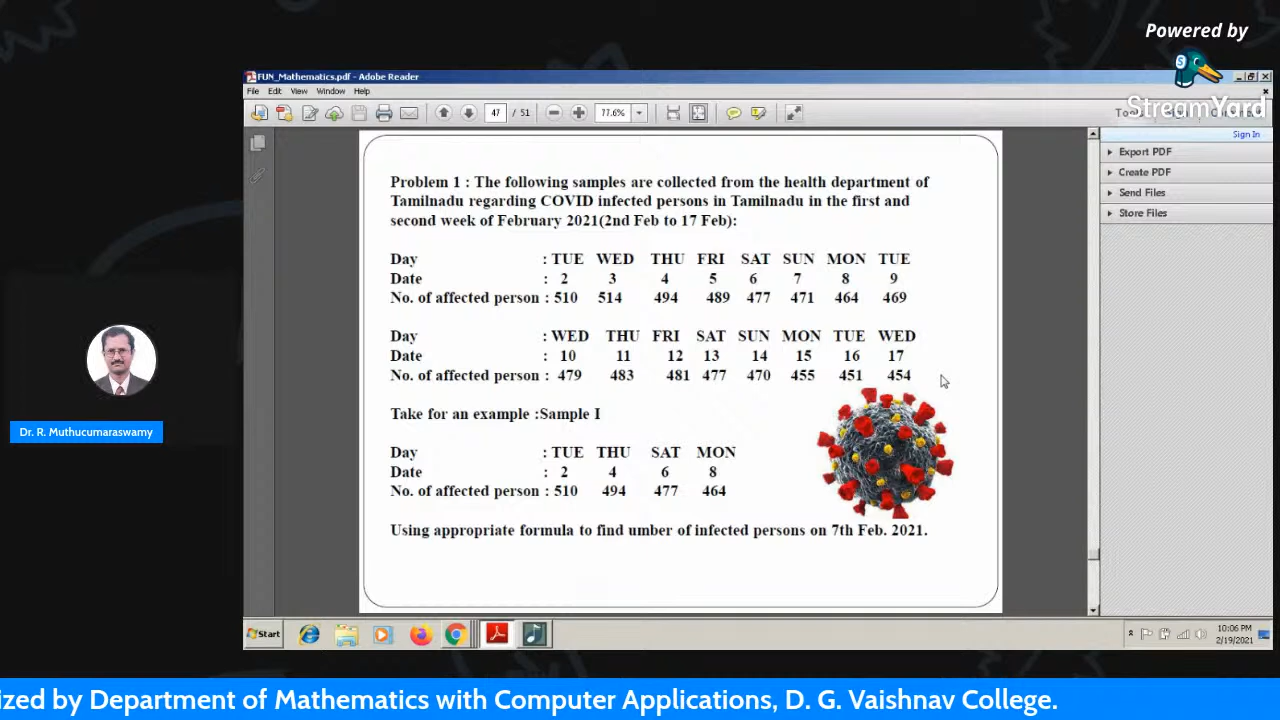 Powered by
StreamYard
FUN_Mathematics.pdf - Adobe Reader
File Edit View Window Help
47 / 51 77.6%
Sign In
Export PDF
Create PDF
Send Files
Store Files
Problem 1 : The following samples are collected from the health department of
Tamilnadu regarding COVID infected persons in Tamilnadu in the first and
second week of February 2021(2nd Feb to 17 Feb):
Day : TUE WED THU FRI SAT SUN MON TUE
Date : 2 3 4 5 6 7 8 9
No. of affected person : 510 514 494 489 477 471 464 469
Day : WED THU FRI SAT SUN MON TUE WED
Date : 10 11 12 13 14 15 16 17
No. of affected person : 479 483 481 477 470 455 451 454
Take for an example :Sample I
Day : TUE THU SAT MON
Date : 2 4 6 8
No. of affected person : 510 494 477 464
Using appropriate formula to find umber of infected persons on 7th Feb. 2021.
Dr. R. Muthucumaraswamy
Start
10:06 PM
2/19/2021
ized by Department of Mathematics with Computer Applications, D. G. Vaishnav College.